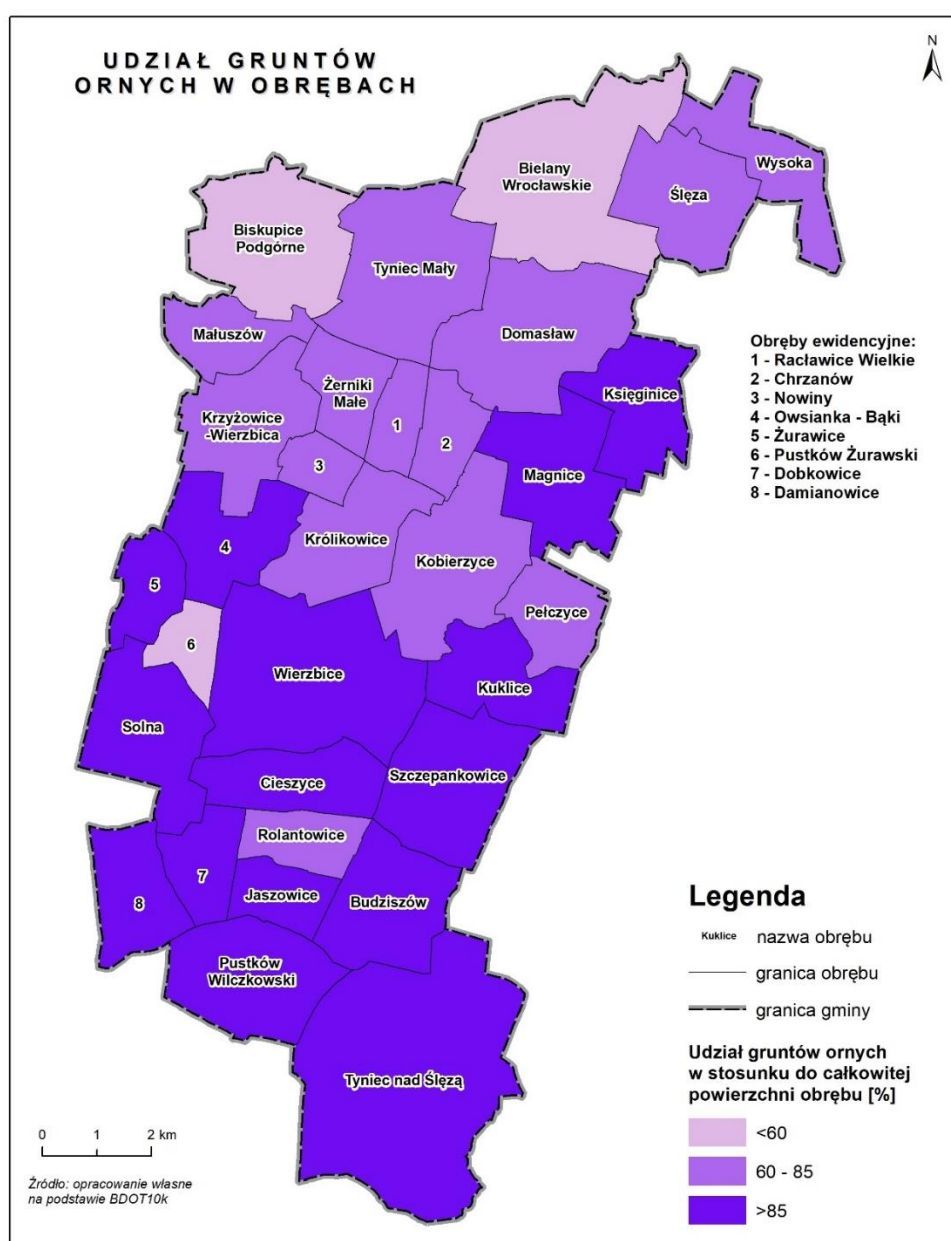 UDZIAŁ GRUNTÓW
ORNYCH W OBRĘBACH
N
Bielany
Wrocławskie
Wysoka
Ślęza
Biskupice
Podgórne
Tyniec Mały
Małuszów
Domasław
Księginice
Żerniki
Małe
Krzyżowice
-Wierzbica
1
2
3
Magnice
Królikowice
Kobierzyce
4
5
Pełczyce
6
Wierzbice
Kuklice
Solna
Cieszyce
Szczepankowice
Rolantowice
7
Jaszowice
Budziszów
8
Pustków
Wilczkowski
Tyniec nad Ślęzą
Obręby ewidencyjne:
1 - Racławice Wielkie
2 - Chrzanów
3 - Nowiny
4 - Owsianka - Bąki
5 - Żurawice
6 - Pustków Żurawski
7 - Dobkowice
8 - Damianowice
Legenda
Kuklice nazwa obrębu
granica obrębu
granica gminy
Udział gruntów ornych
w stosunku do całkowitej
powierzchni obrębu [%]
<60
60 - 85
>85
0 1 2 km
Źródło: opracowanie własne
na podstawie BDOT10k